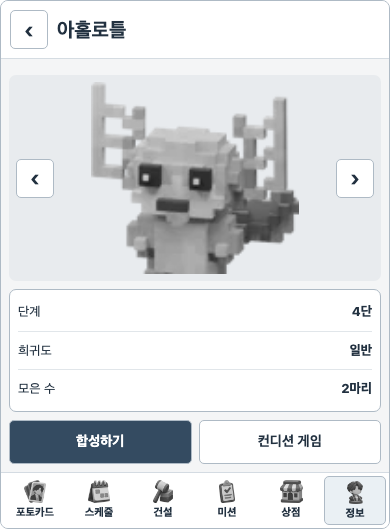 아홀로틀
단계 4단
희귀도 일반
모은 수 2마리
합성하기 컨디션 게임
포토카드 스케줄 건설 미션 상점 정보